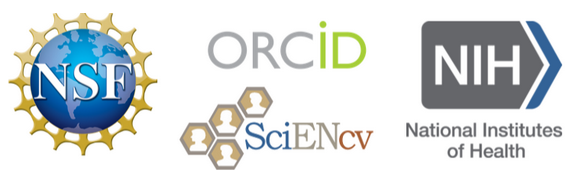 NSF
ORCiD
SciENcv
NIH
National Institutes
of Health